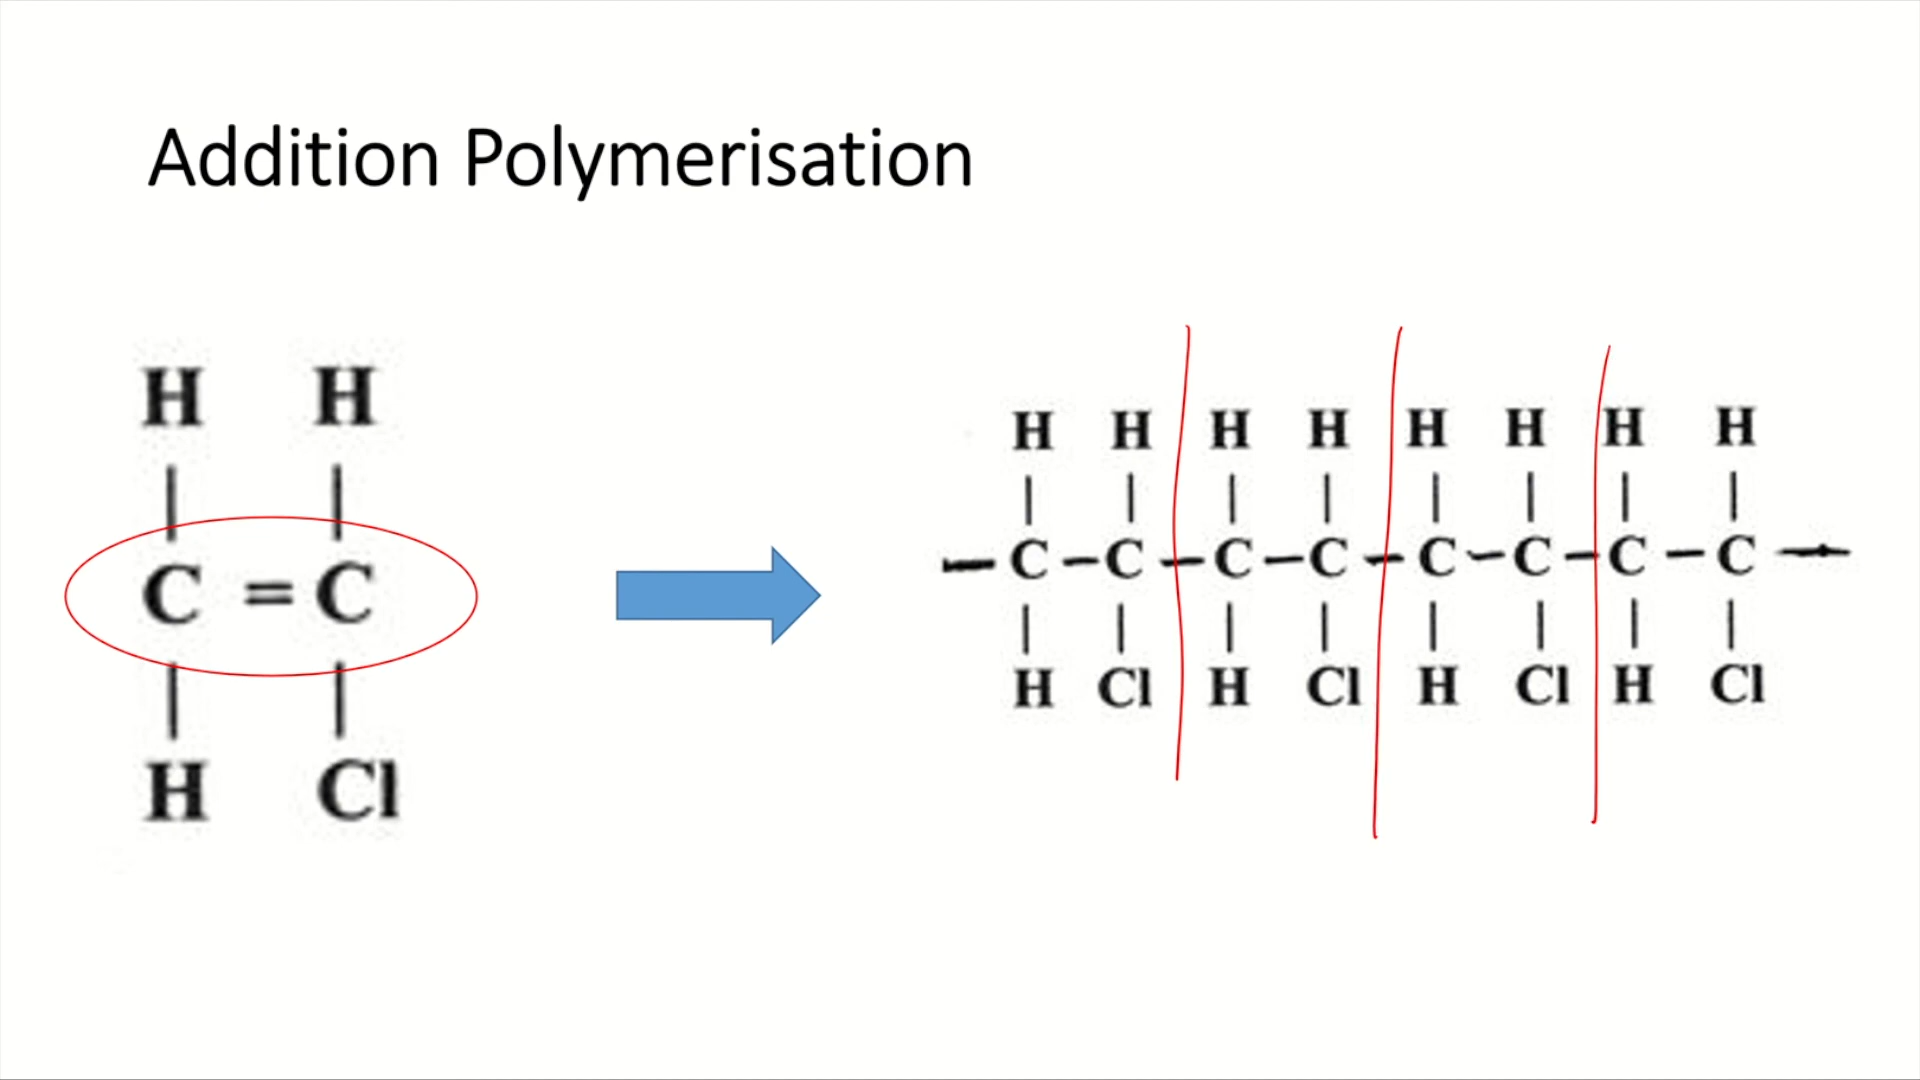 Addition Polymerisation
H H
C = C
H Cl
H H H H H H H H
C – C – C – C – C – C – C – C
H Cl H Cl H Cl H Cl